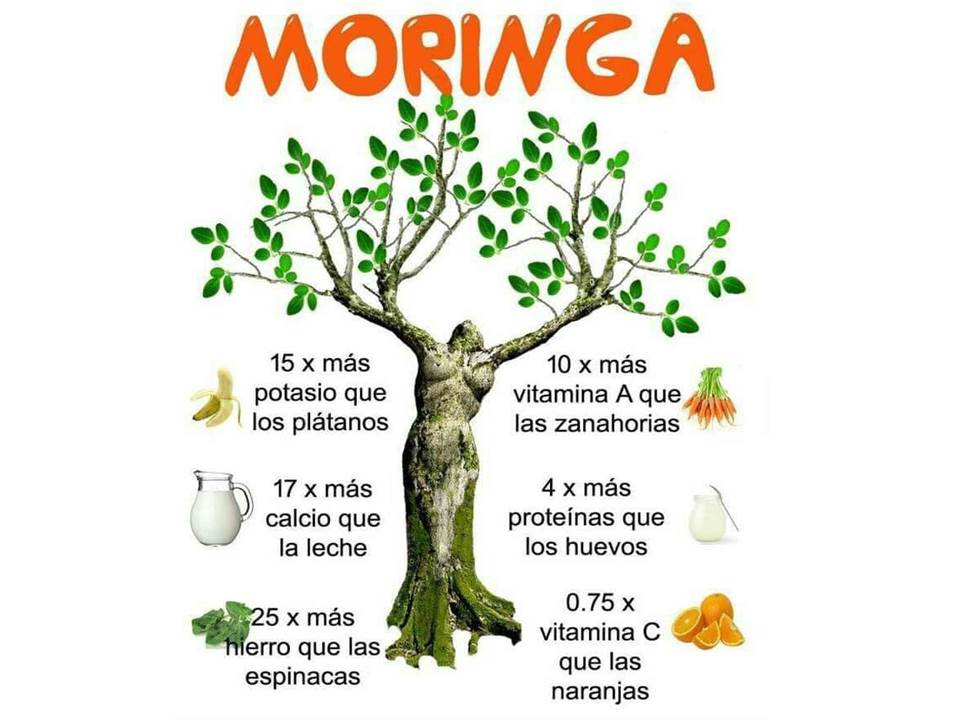 MORINGA
15 x más
potasio que
los plátanos
10 x más
vitamina A que
las zanahorias
17 x más
calcio que
la leche
4 x más
proteínas que
los huevos
25 x más
hierro que las
espinacas
0.75 x
vitamina C
que las
naranjas